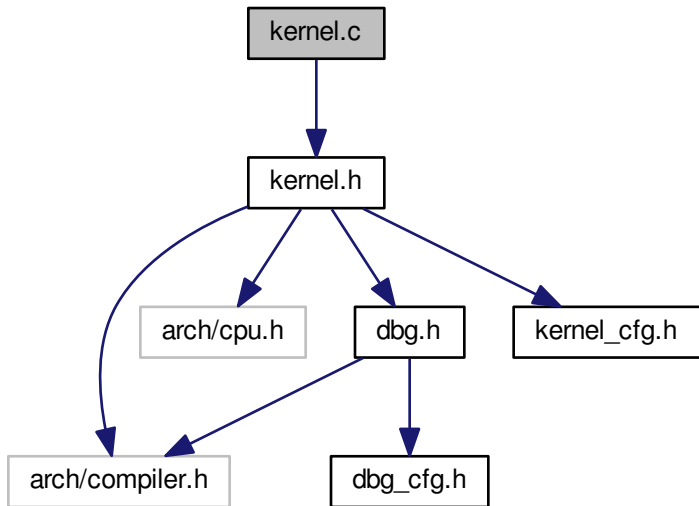 kernel.c
kernel.h
arch/cpu.h
dbg.h
kernel_cfg.h
arch/compiler.h
dbg_cfg.h